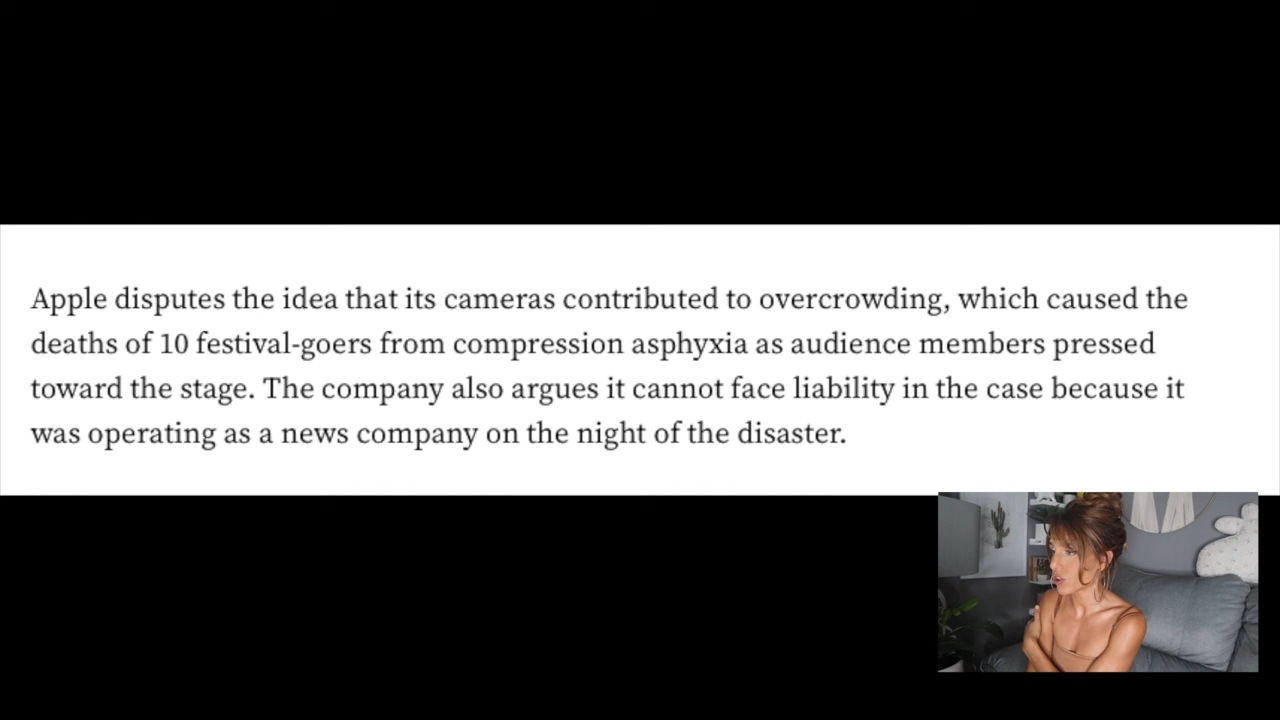 Apple disputes the idea that its cameras contributed to overcrowding, which caused the
deaths of 10 festival-goers from compression asphyxia as audience members pressed
toward the stage. The company also argues it cannot face liability in the case because it
was operating as a news company on the night of the disaster.